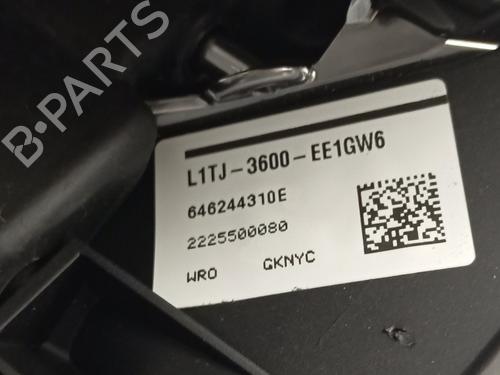 B-PARTS
L1TJ-3600-EE1GW6
646244310E
2225500080
WRO GKNYC